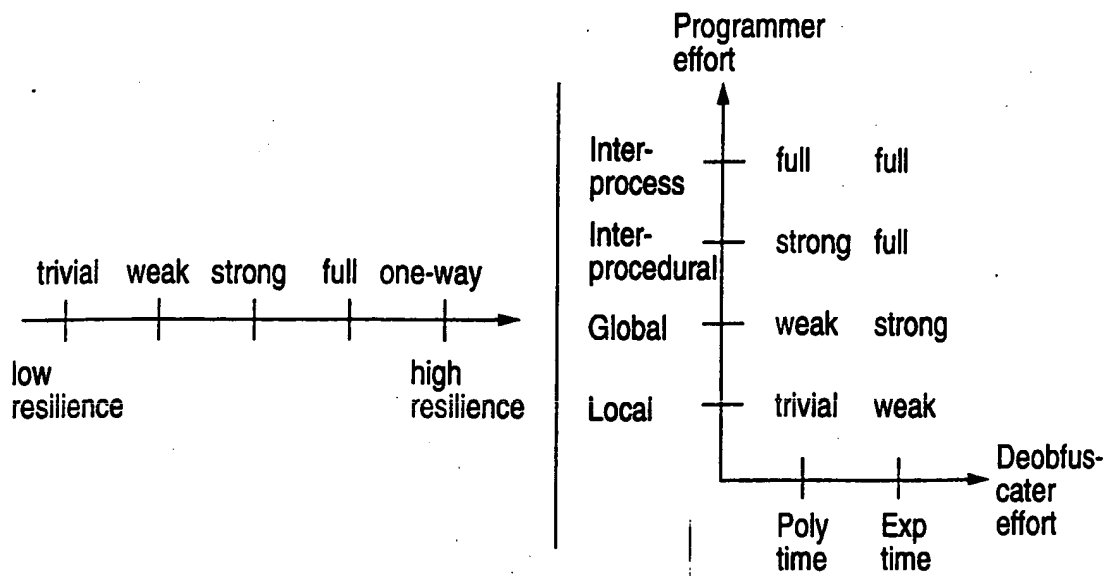 trivial weak strong full one-way
low
resilience
high
resilience
Programmer
effort
Inter-
process
full full
Inter-
procedural
strong full
Global
weak strong
Local
trivial weak
Deobfus-
cater
effort
Poly
time
Exp
time